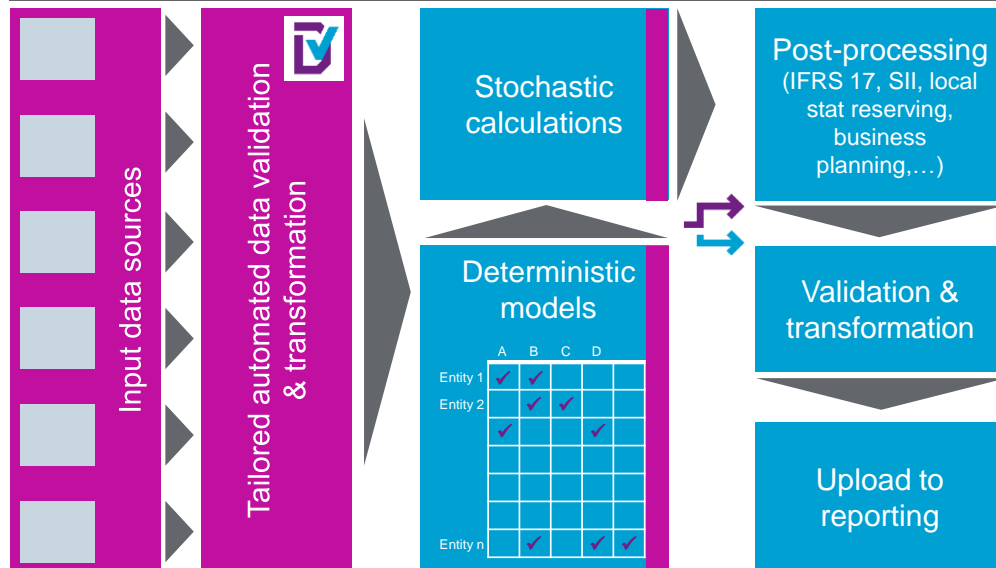 Input data sources
Tailored automated data validation
& transformation
Stochastic
calculations
Deterministic
models
A B C D
Entity 1
Entity 2
Entity n
Post-processing
(IFRS 17, SII, local
stat reserving,
business
planning,…)
Validation &
transformation
Upload to
reporting